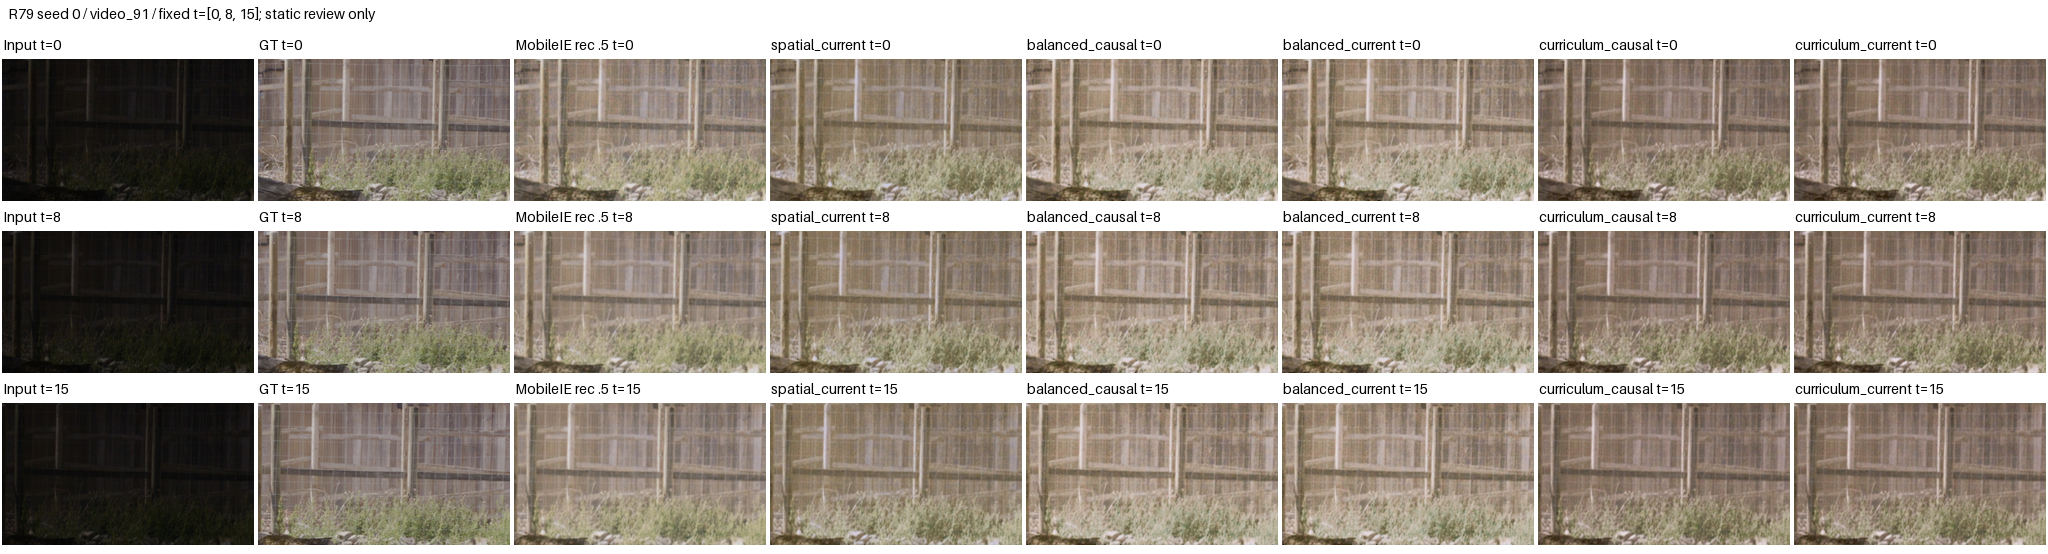 R79 seed 0 / video_91 / fixed t=[0, 8, 15]; static review only
Input t=0 GT t=0 MobileIE rec .5 t=0 spatial_current t=0 balanced_causal t=0 balanced_current t=0 curriculum_causal t=0 curriculum_current t=0
Input t=8 GT t=8 MobileIE rec .5 t=8 spatial_current t=8 balanced_causal t=8 balanced_current t=8 curriculum_causal t=8 curriculum_current t=8
Input t=15 GT t=15 MobileIE rec .5 t=15 spatial_current t=15 balanced_causal t=15 balanced_current t=15 curriculum_causal t=15 curriculum_current t=15